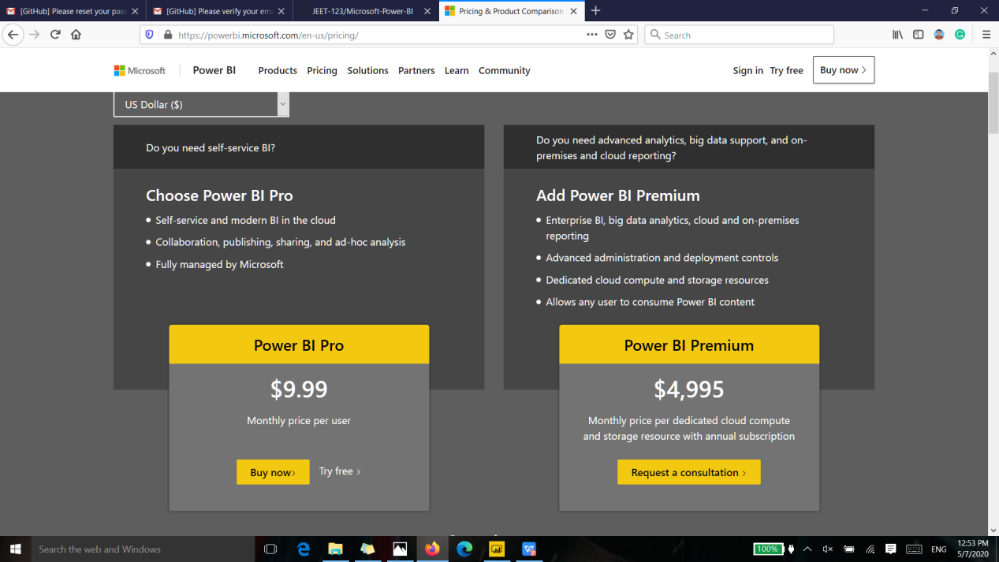 [GitHub] Please reset your pas
[GitHub] Please verify your ema
JEET-123/Microsoft-Power-BI
Pricing & Product Comparison
https://powerbi.microsoft.com/en-us/pricing/
Search
Microsoft
Power BI
Products
Pricing
Solutions
Partners
Learn
Community
Sign in
Try free
Buy now
US Dollar ($)
Do you need self-service BI?
Choose Power BI Pro
Self-service and modern BI in the cloud
Collaboration, publishing, sharing, and ad-hoc analysis
Fully managed by Microsoft
Power BI Pro
$9.99
Monthly price per user
Buy now
Try free
Do you need advanced analytics, big data support, and on-
premises and cloud reporting?
Add Power BI Premium
Enterprise BI, big data analytics, cloud and on-premises
reporting
Advanced administration and deployment controls
Dedicated cloud compute and storage resources
Allows any user to consume Power BI content
Power BI Premium
$4,995
Monthly price per dedicated cloud compute
and storage resource with annual subscription
Request a consultation
Search the web and Windows
100%
ENG
12:53 PM
5/7/2020